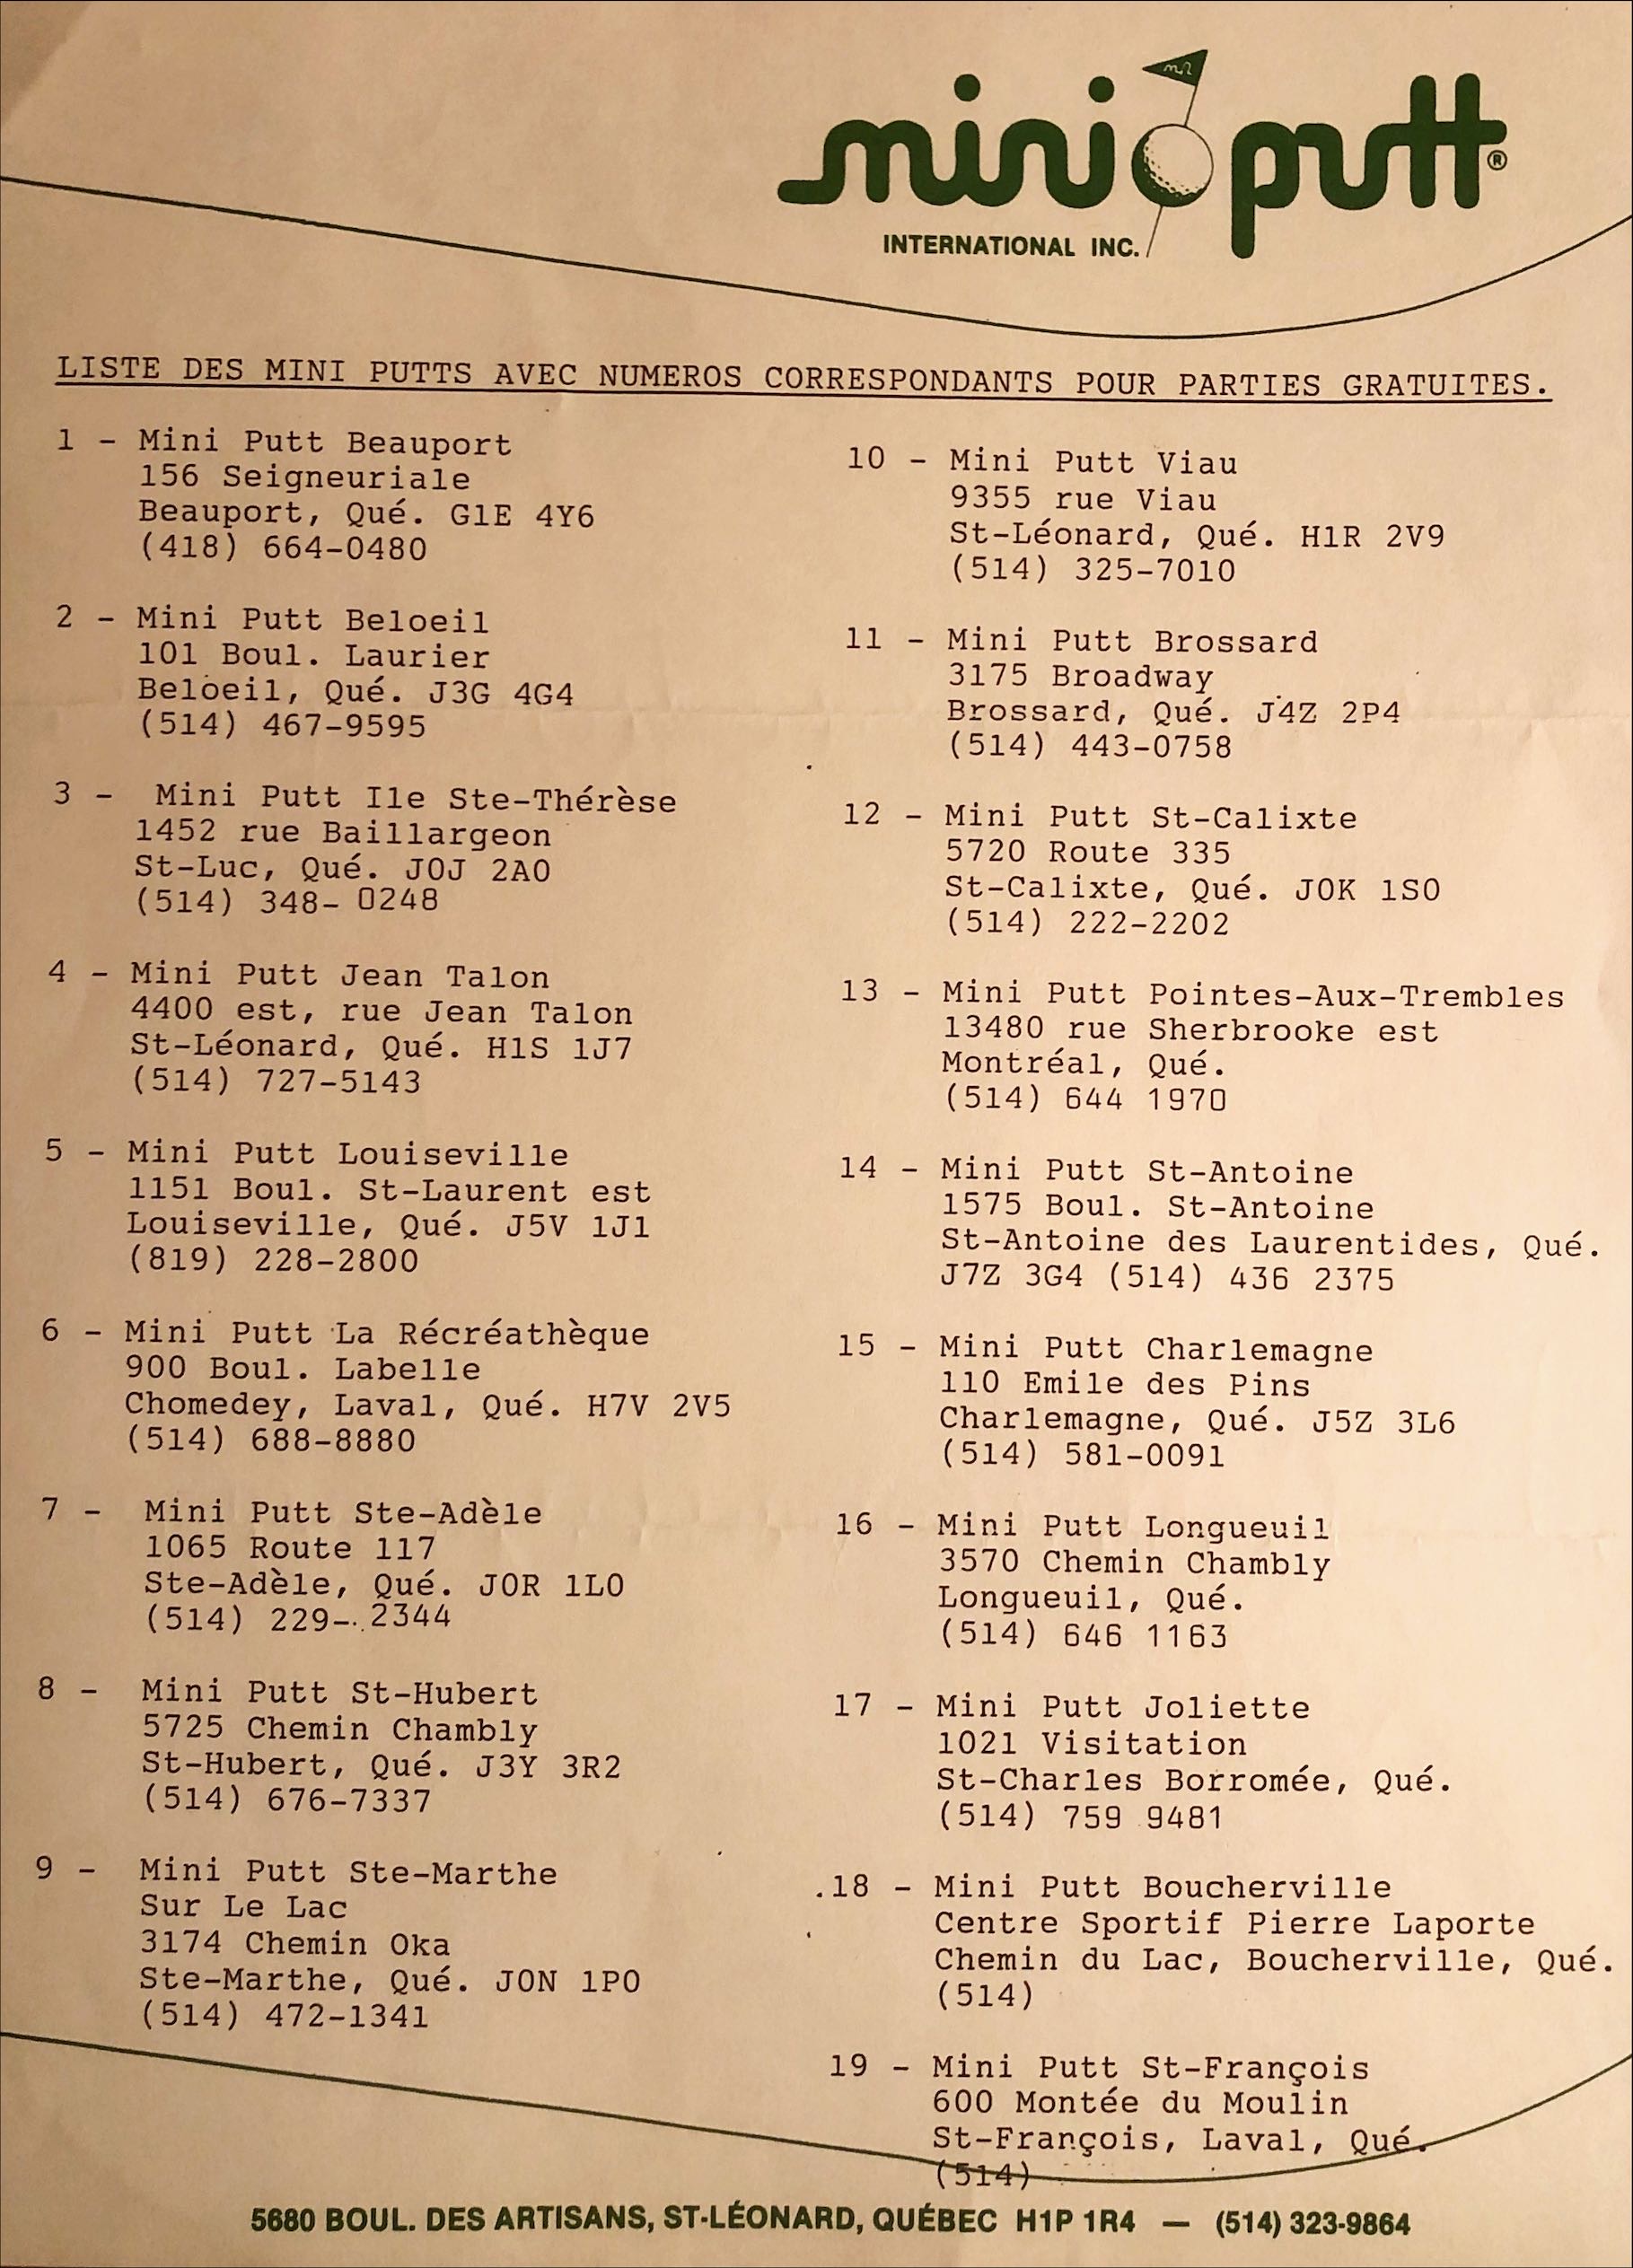 mini putt®
INTERNATIONAL INC.
LISTE DES MINI PUTTS AVEC NUMEROS CORRESPONDANTS POUR PARTIES GRATUITES.
1 - Mini Putt Beauport
156 Seigneuriale
Beauport, Qué. G1E 4Y6
(418) 664-0480
2 - Mini Putt Beloeil
101 Boul. Laurier
Beloeil, Qué. J3G 4G4
(514) 467-9595
3 - Mini Putt Ile Ste-Thérèse
1452 rue Baillargeon
St-Luc, Qué. J0J 2A0
(514) 348- 0248
4 - Mini Putt Jean Talon
4400 est, rue Jean Talon
St-Léonard, Qué. H1S 1J7
(514) 727-5143
5 - Mini Putt Louiseville
1151 Boul. St-Laurent est
Louiseville, Qué. J5V 1J1
(819) 228-2800
6 - Mini Putt La Récréathèque
900 Boul. Labelle
Chomedey, Laval, Qué. H7V 2V5
(514) 688-8880
7 - Mini Putt Ste-Adèle
1065 Route 117
Ste-Adèle, Qué. J0R 1L0
(514) 229- 2344
8 - Mini Putt St-Hubert
5725 Chemin Chambly
St-Hubert, Qué. J3Y 3R2
(514) 676-7337
9 - Mini Putt Ste-Marthe
Sur Le Lac
3174 Chemin Oka
Ste-Marthe, Qué. J0N 1P0
(514) 472-1341
10 - Mini Putt Viau
9355 rue Viau
St-Léonard, Qué. H1R 2V9
(514) 325-7010
11 - Mini Putt Brossard
3175 Broadway
Brossard, Qué. J4Z 2P4
(514) 443-0758
12 - Mini Putt St-Calixte
5720 Route 335
St-Calixte, Qué. J0K 1S0
(514) 222-2202
13 - Mini Putt Pointes-Aux-Trembles
13480 rue Sherbrooke est
Montréal, Qué.
(514) 644 1970
14 - Mini Putt St-Antoine
1575 Boul. St-Antoine
St-Antoine des Laurentides, Qué.
J7Z 3G4 (514) 436 2375
15 - Mini Putt Charlemagne
110 Emile des Pins
Charlemagne, Qué. J5Z 3L6
(514) 581-0091
16 - Mini Putt Longueuil
3570 Chemin Chambly
Longueuil, Qué.
(514) 646 1163
17 - Mini Putt Joliette
1021 Visitation
St-Charles Borromée, Qué.
(514) 759 9481
18 - Mini Putt Boucherville
Centre Sportif Pierre Laporte
Chemin du Lac, Boucherville, Qué.
(514)
19 - Mini Putt St-François
600 Montée du Moulin
St-François, Laval, Qué.
(514)
5680 BOUL. DES ARTISANS, ST-LÉONARD, QUÉBEC H1P 1R4 — (514) 323-9864